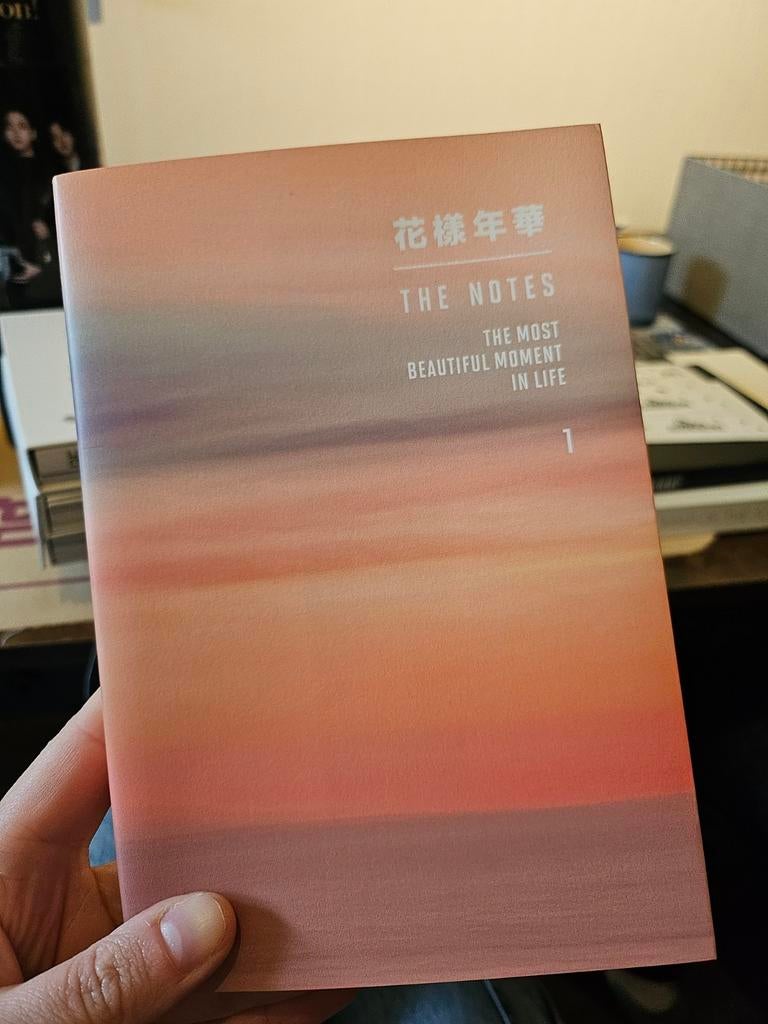 花樣年華
THE NOTES
THE MOST
BEAUTIFUL MOMENT
IN LIFE
1